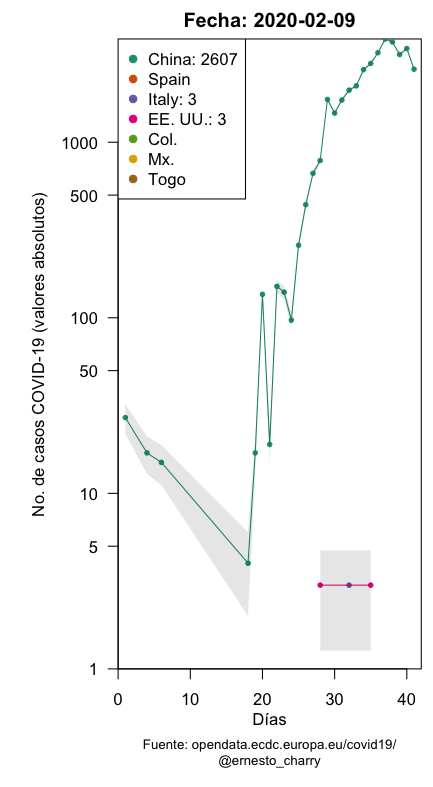 Fecha: 2020-02-09
China: 2607
Spain
Italy: 3
EE. UU.: 3
Col.
Mx.
Togo
No. de casos COVID-19 (valores absolutos)
1000
500
100
50
10
5
1
0
10
20
30
40
Días
Fuente: opendata.ecdc.europa.eu/covid19/
@ernesto_charry